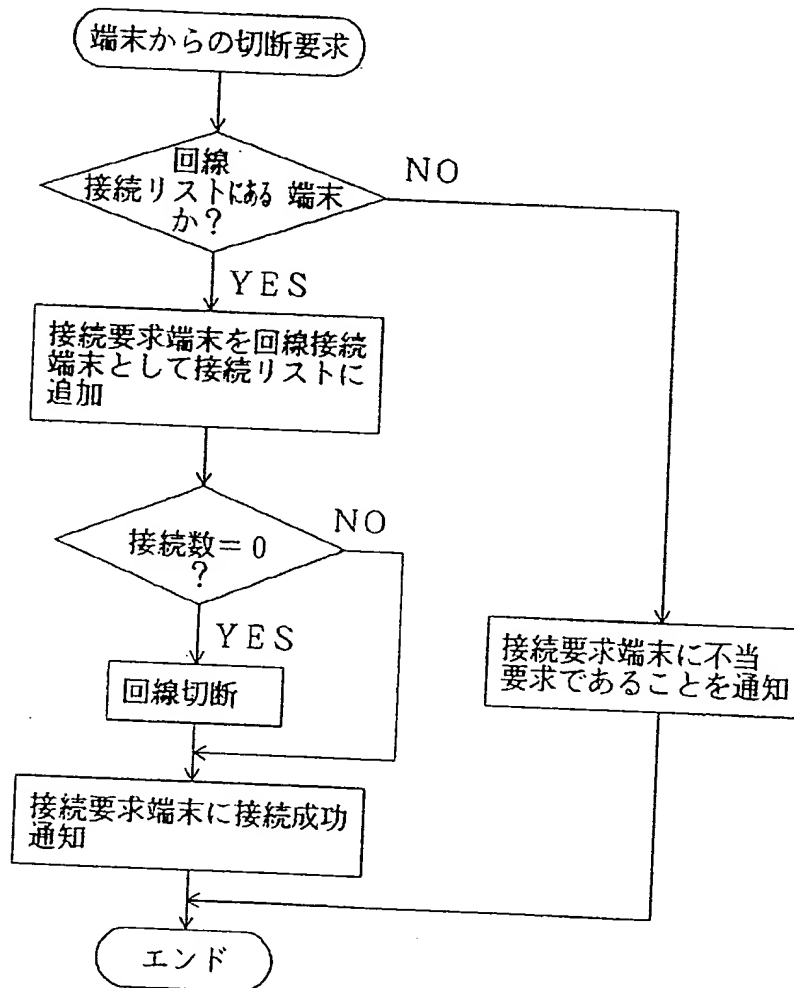 端末からの切断要求
回線
接続リストにある 端末
か?
NO
YES
接続要求端末を回線接続
端末として接続リストに
追加
接続数=0
?
NO
YES
回線切断
接続要求端末に不当
要求であることを通知
接続要求端末に接続成功
通知
エンド